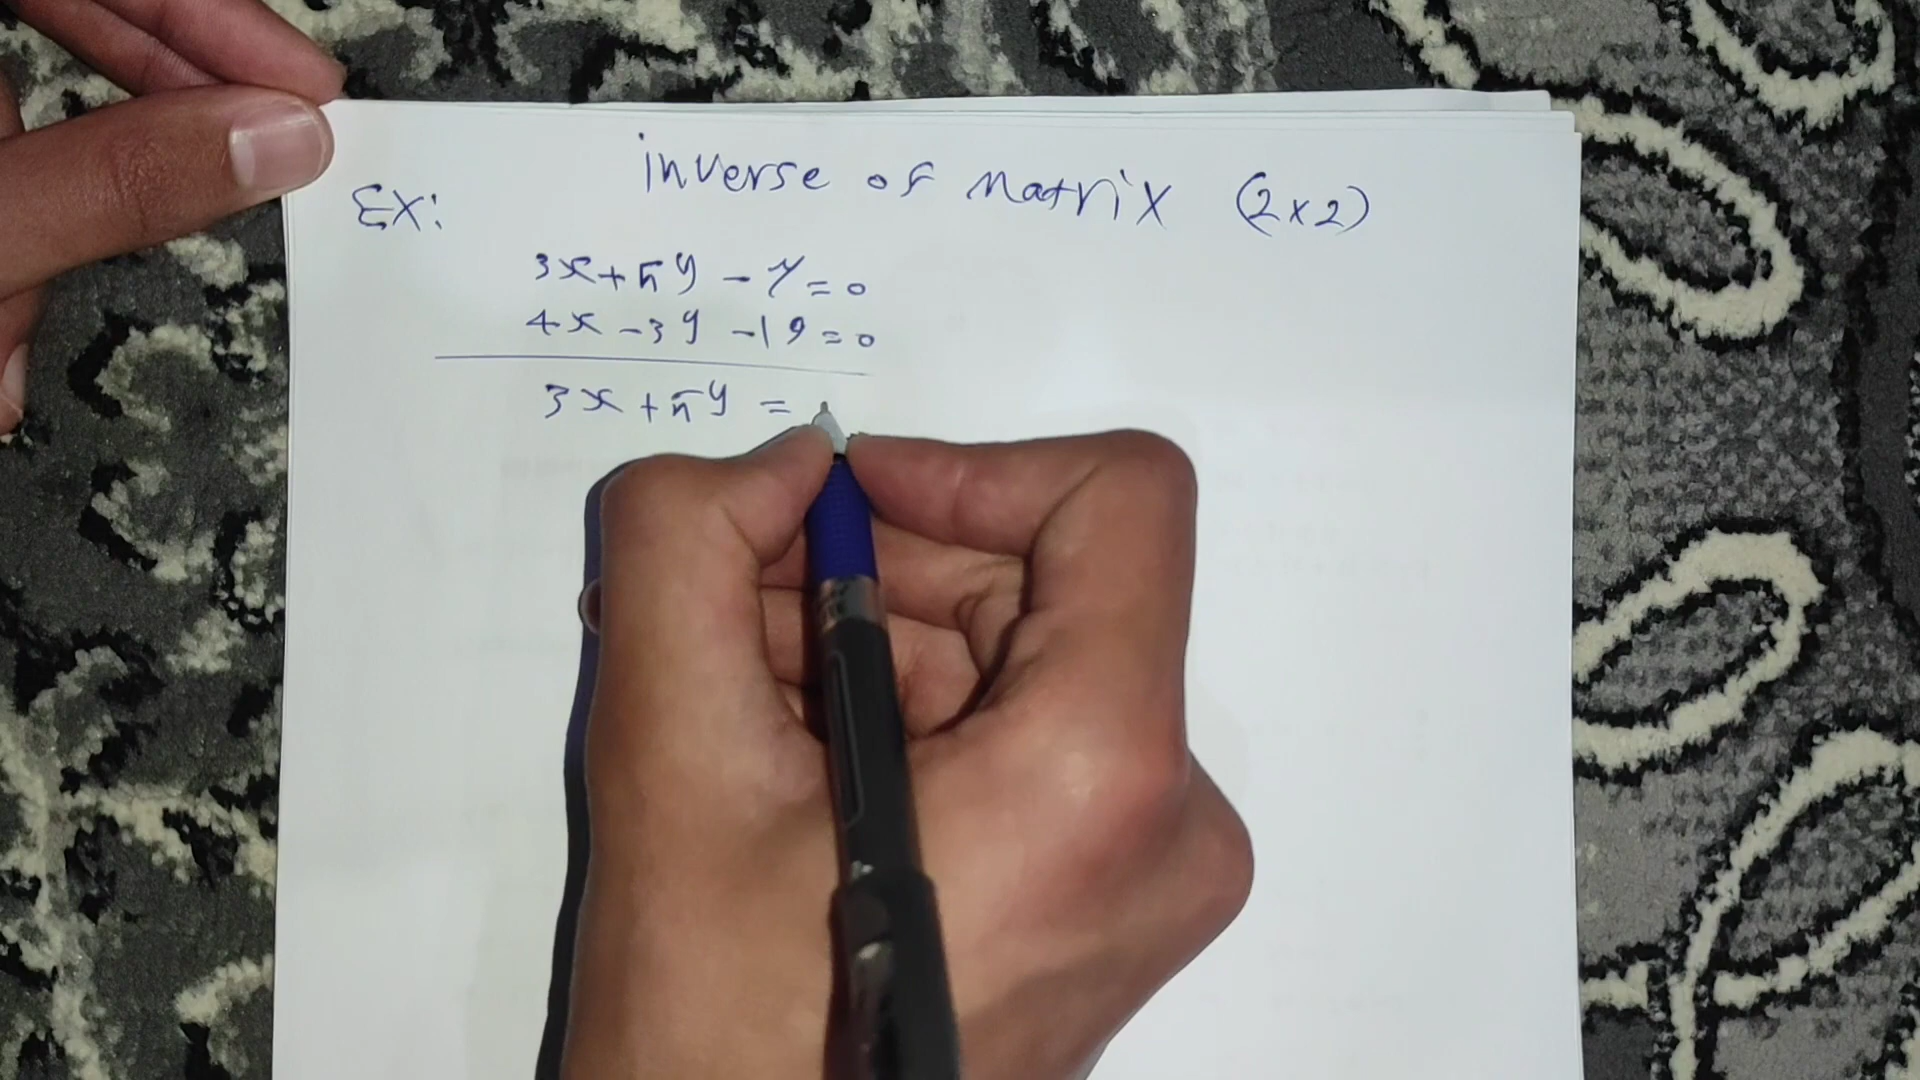 inverse of matrix (2x2)
EX:
3x+5y -7=0
4x -3y -19=0
3x +5y =